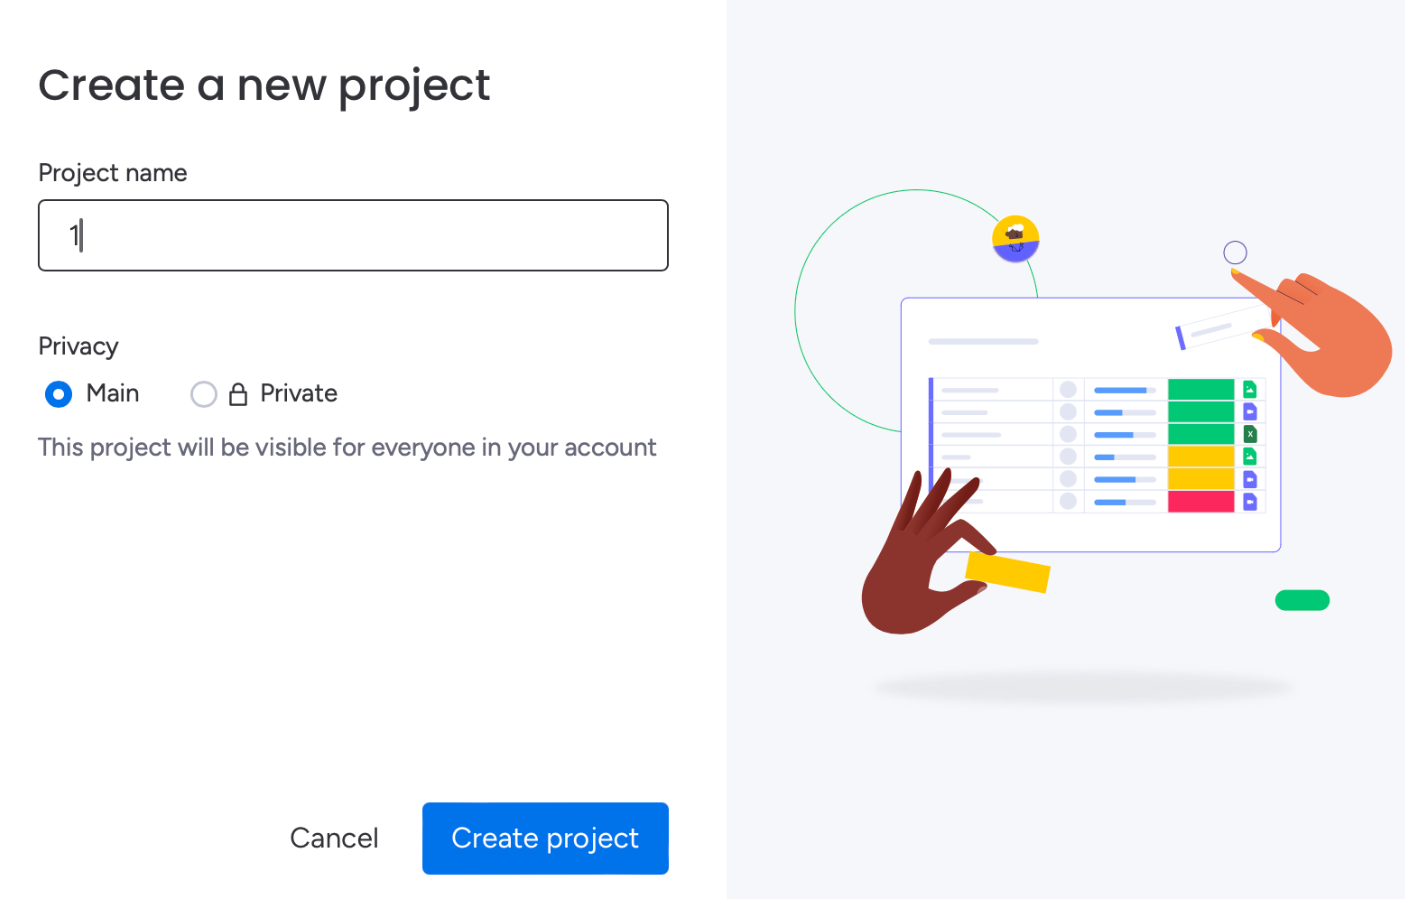 Create a new project
Project name
1
Privacy
Main
Private
This project will be visible for everyone in your account
X
Cancel
Create project